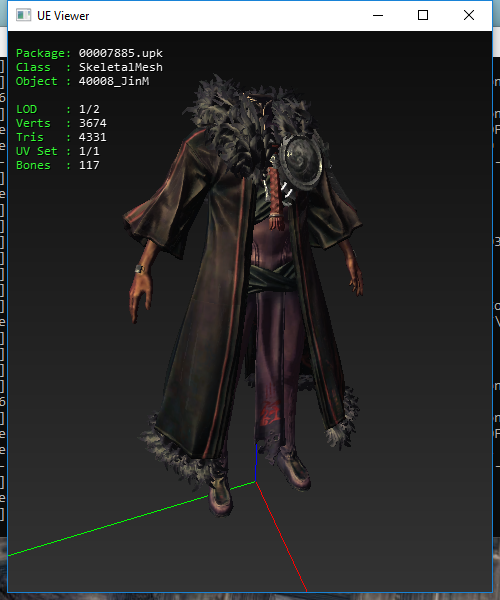 UE Viewer
Package: 00007885.upk
Class : SkeletalMesh
Object : 40008_JinM
LOD : 1/2
Verts : 3674
Tris : 4331
UV Set : 1/1
Bones : 117